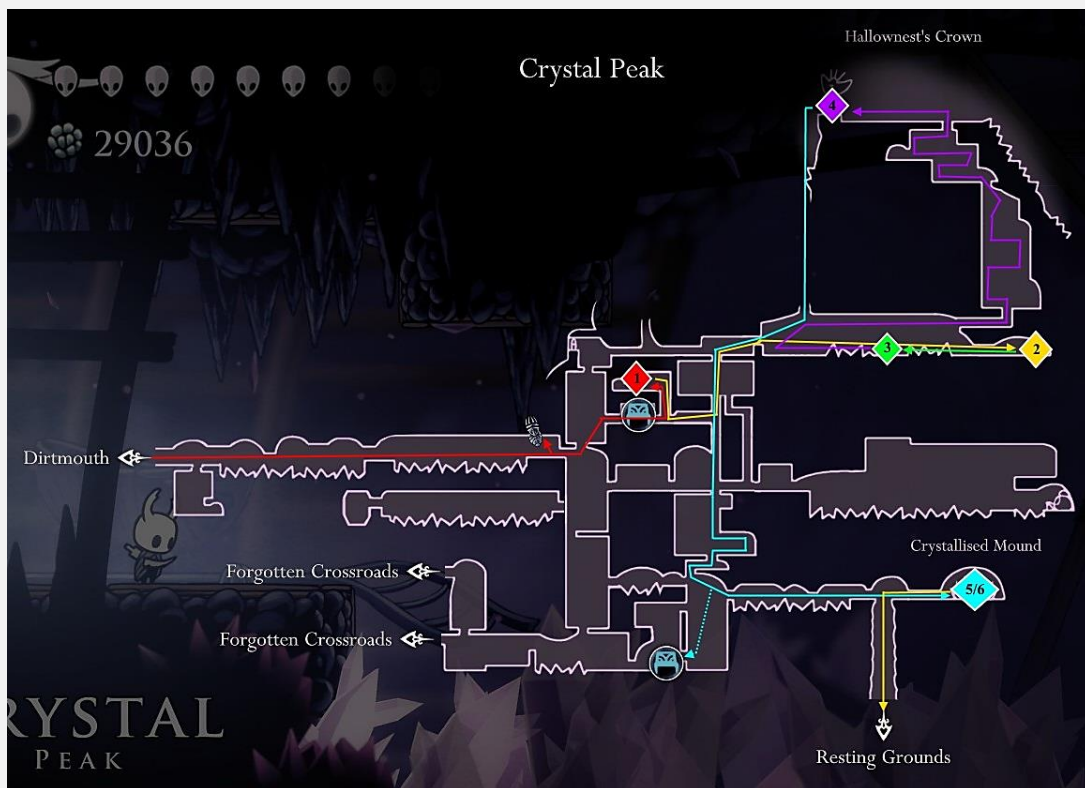 Hallownest's Crown
Crystal Peak
4
29036
3
2
1
Dirtmouth
Crystallised Mound
Forgotten Crossroads
5/6
Forgotten Crossroads
RYSTAL
PEAK
Resting Grounds